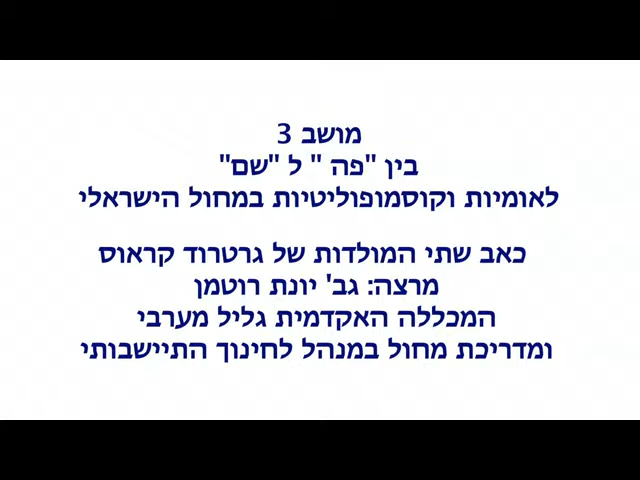 מושב 3
בין "פה " ל "שם"
לאומיות וקוסמופוליטיות במחול הישראלי
כאב שתי המולדות של גרטרוד קראוס
מרצה: גב' יונת רוטמן
המכללה האקדמית גליל מערבי
ומדריכת מחול במנהל לחינוך התיישבותי